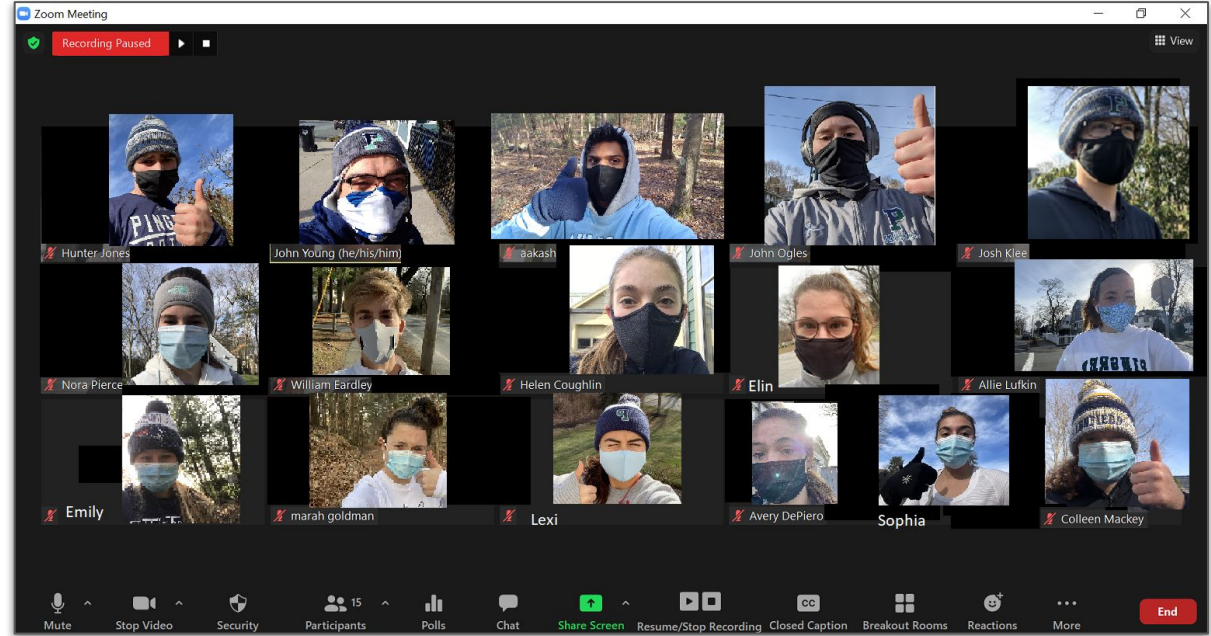 Zoom Meeting
Recording Paused
View
Hunter Jones
John Young (he/his/him)
aakash
John Ogles
Josh Klee
Nora Pierce
William Eardley
Helen Coughlin
Elin
Allie Lufkin
Emily
marah goldman
Lexi
Avery DePiero
Sophia
Colleen Mackey
Mute
Stop Video
Security
15
Participants
Polls
Chat
Share Screen
Resume/Stop Recording
CC
Closed Caption
Breakout Rooms
Reactions
More
End